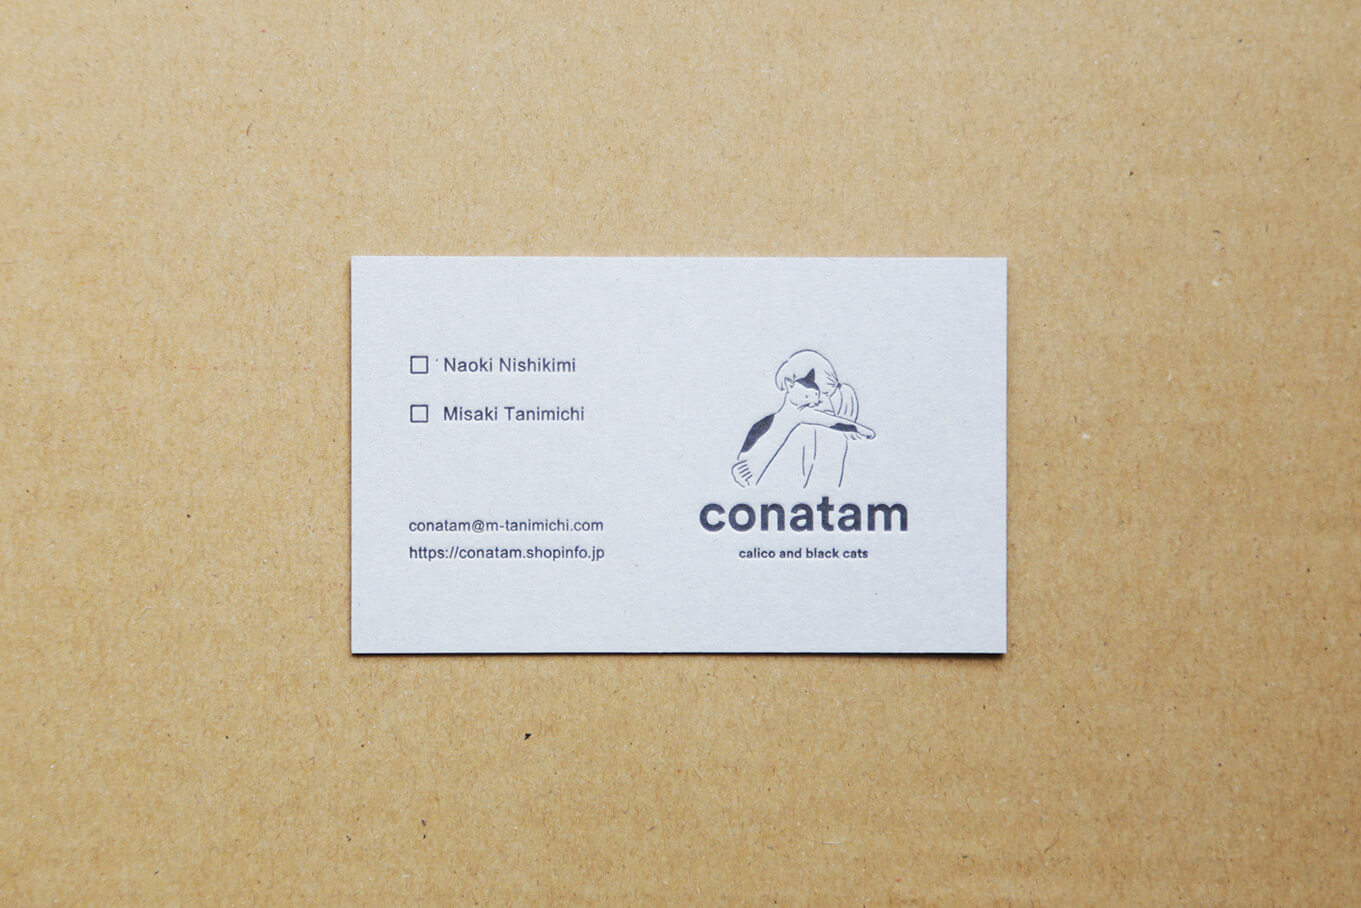 Naoki Nishikimi
Misaki Tanimichi
conatam@m-tanimichi.com
https://conatam.shopinfo.jp
conatam
calico and black cats